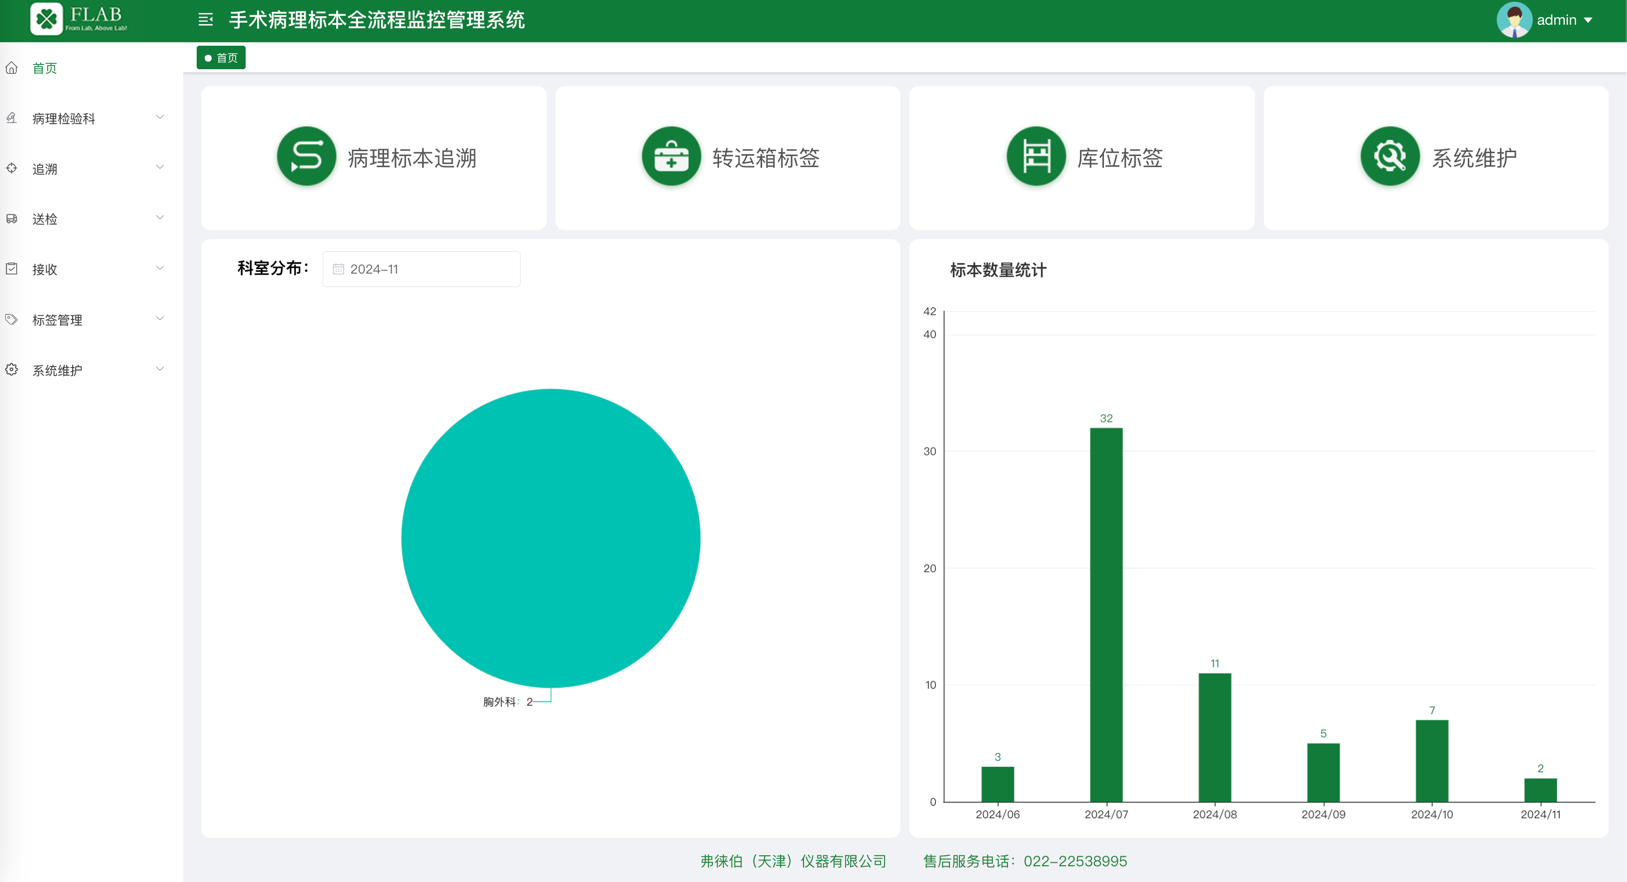 FLAB
From Lab, Above Lab!
手术病理标本全流程监控管理系统
admin
首页
首页
病理检验科
追溯
送检
接收
标签管理
系统维护
病理标本追溯
转运箱标签
库位标签
系统维护
科室分布：
2024-11
胸外科：2
标本数量统计
42
40
30
20
10
0
3
32
11
5
7
2
2024/06
2024/07
2024/08
2024/09
2024/10
2024/11
弗徕伯（天津）仪器有限公司 售后服务电话：022-22538995